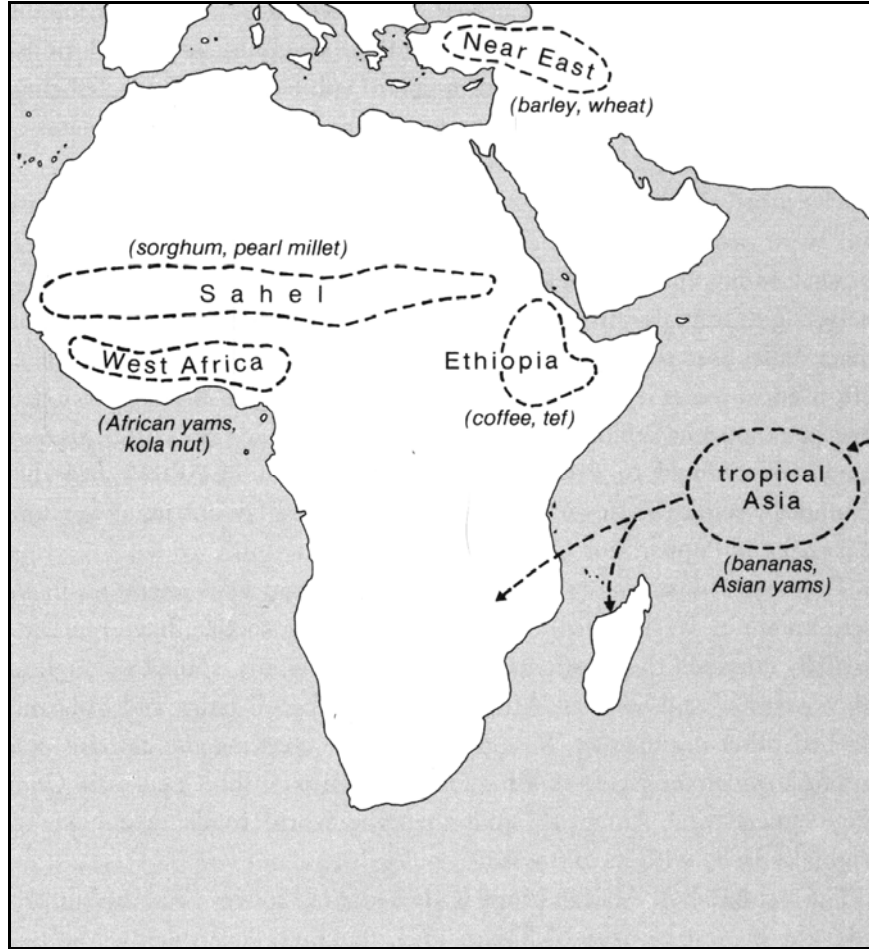 Near East
(barley, wheat)
(sorghum, pearl millet)
Sahel
West Africa
(African yams,
kola nut)
Ethiopia
(coffee, tef)
tropical
Asia
(bananas,
Asian yams)